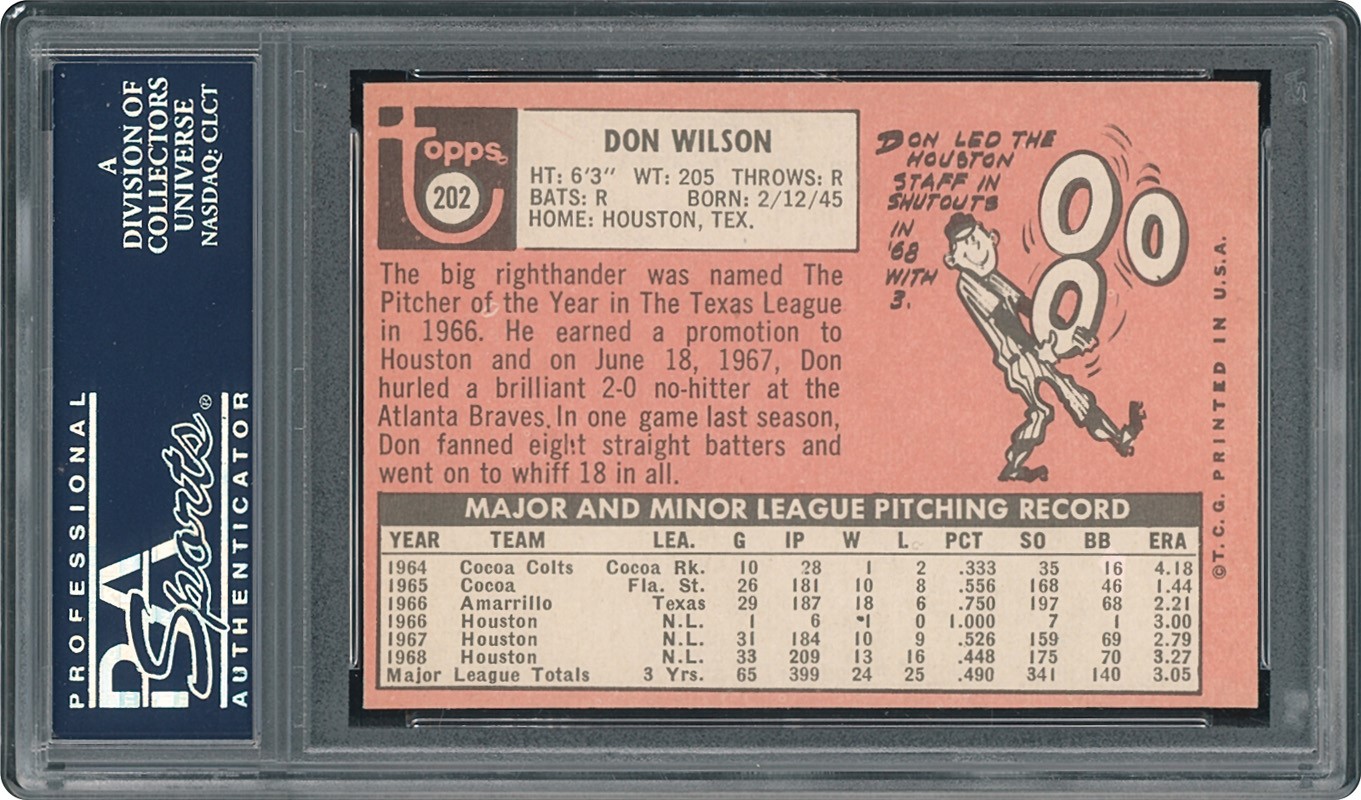 A
DIVISION OF
COLLECTORS
UNIVERSE
NASDAQ: CLCT
PROFESSIONAL
PSA
Sports®
AUTHENTICATOR
topps
202
DON WILSON
HT: 6'3" WT: 205 THROWS: R
BATS: R BORN: 2/12/45
HOME: HOUSTON, TEX.
The big righthander was named The
Pitcher of the Year in The Texas League
in 1966. He earned a promotion to
Houston and on June 18, 1967, Don
hurled a brilliant 2-0 no-hitter at the
Atlanta Braves. In one game last season,
Don fanned eight straight batters and
went on to whiff 18 in all.
DON LED THE
HOUSTON
STAFF IN
SHUTOUTS
IN
'68
WITH
3.
0
0
0
MAJOR AND MINOR LEAGUE PITCHING RECORD
YEAR TEAM LEA. G IP W L PCT SO BB ERA
1964 Cocoa Colts Cocoa Rk. 10 28 1 2 .333 35 16 4.18
1965 Cocoa Fla. St. 26 181 10 8 .556 168 46 1.44
1966 Amarrillo Texas 29 187 18 6 .750 197 68 2.21
1966 Houston N.L. 1 6 1 0 1.000 7 1 3.00
1967 Houston N.L. 31 184 10 9 .526 159 69 2.79
1968 Houston N.L. 33 209 13 16 .448 175 70 3.27
Major League Totals 3 Yrs. 65 399 24 25 .490 341 140 3.05
©T.C.G. PRINTED IN U.S.A.